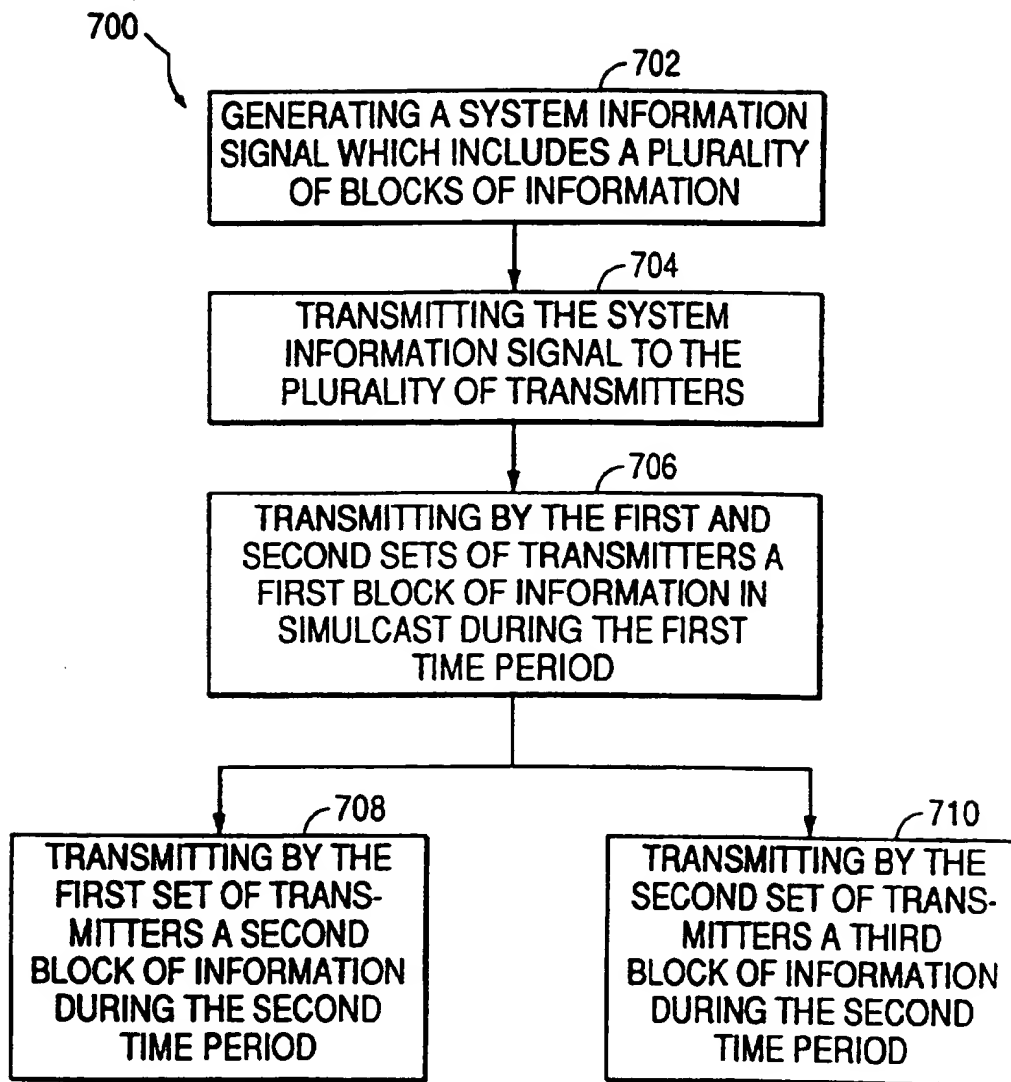 700
702
GENERATING A SYSTEM INFORMATION
SIGNAL WHICH INCLUDES A PLURALITY
OF BLOCKS OF INFORMATION
704
TRANSMITTING THE SYSTEM
INFORMATION SIGNAL TO THE
PLURALITY OF TRANSMITTERS
706
TRANSMITTING BY THE FIRST AND
SECOND SETS OF TRANSMITTERS A
FIRST BLOCK OF INFORMATION IN
SIMULCAST DURING THE FIRST
TIME PERIOD
708
TRANSMITTING BY THE
FIRST SET OF TRANS-
MITTERS A SECOND
BLOCK OF INFORMATION
DURING THE SECOND
TIME PERIOD
710
TRANSMITTING BY THE
SECOND SET OF TRANS-
MITTERS A THIRD
BLOCK OF INFORMATION
DURING THE SECOND
TIME PERIOD